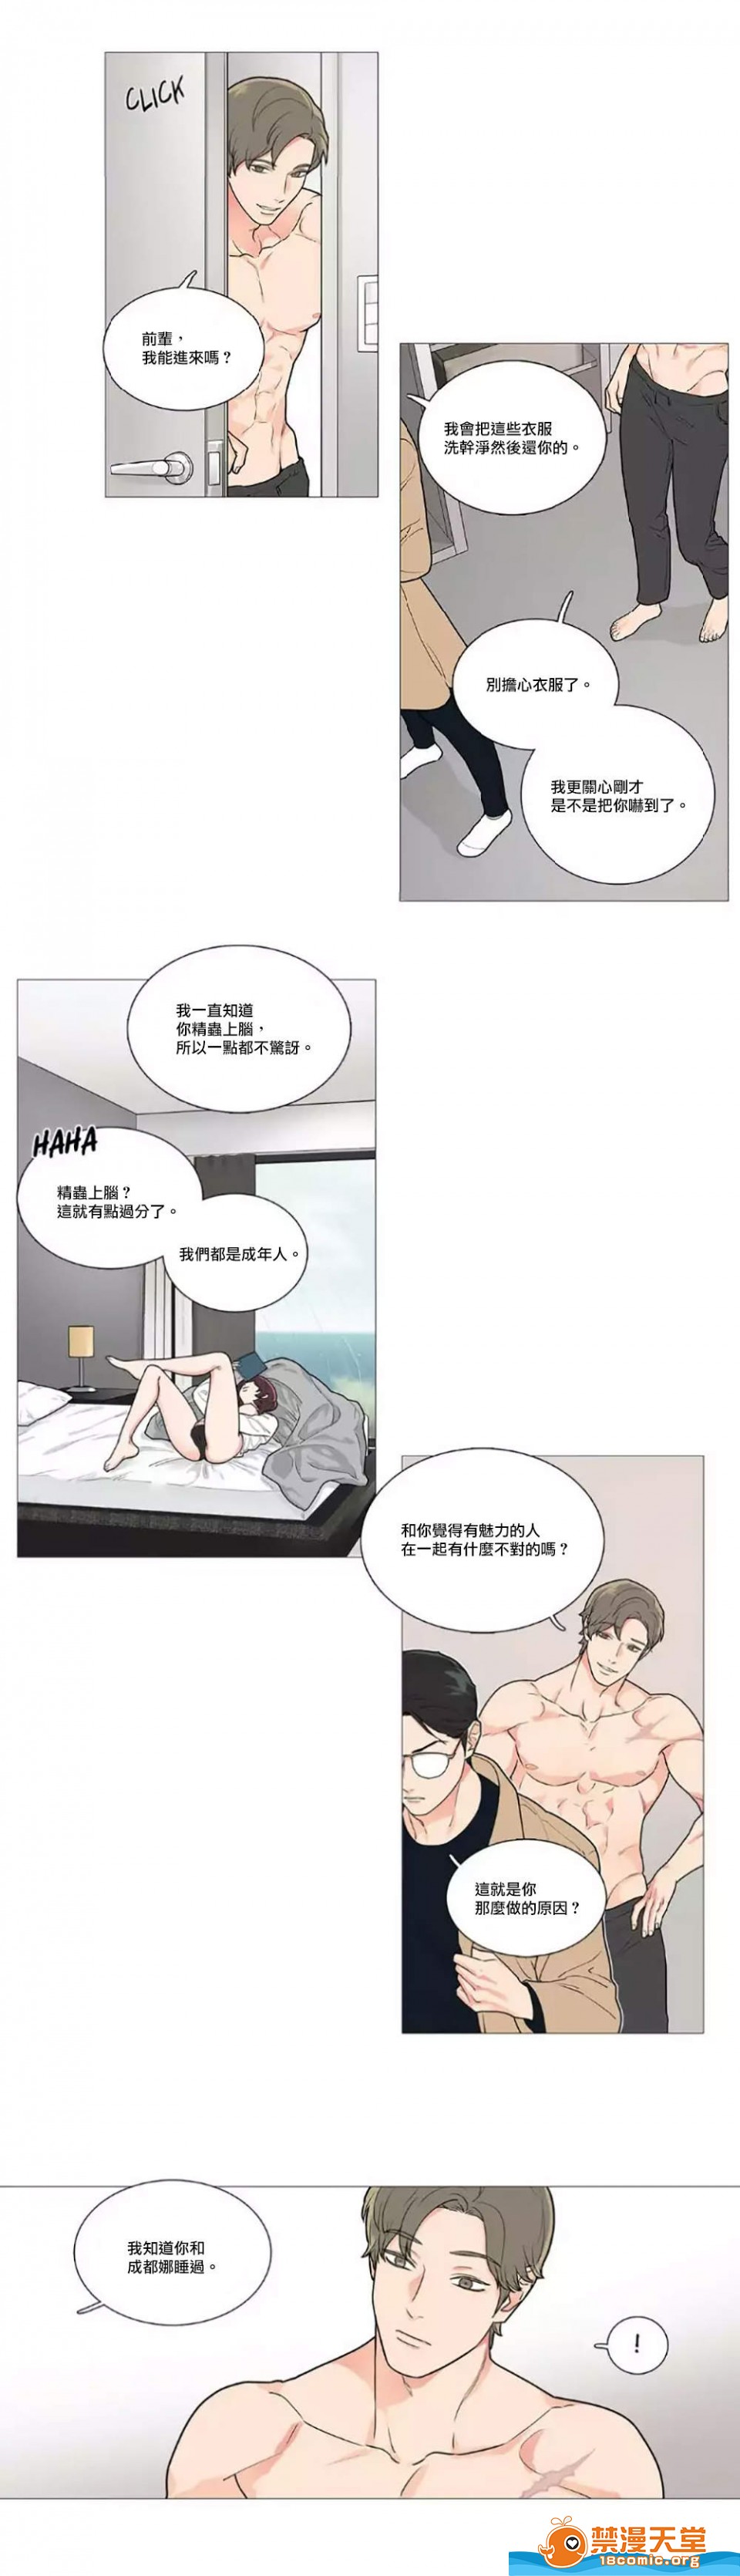 CLICK
前輩，
我能進來嗎？
我會把這些衣服
洗幹淨然後還你的。
別擔心衣服了。
我更關心剛才
是不是把你嚇到了。
我一直知道
你精蟲上腦，
所以一點都不驚訝。
HAHA
精蟲上腦？
這就有點過分了。
我們都是成年人。
和你覺得有魅力的人
在一起有什麼不對的嗎？
這就是你
那麼做的原因？
禁漫天堂
18comic.org
我知道你和
成都娜睡過。
！
禁漫天堂
18comic.org